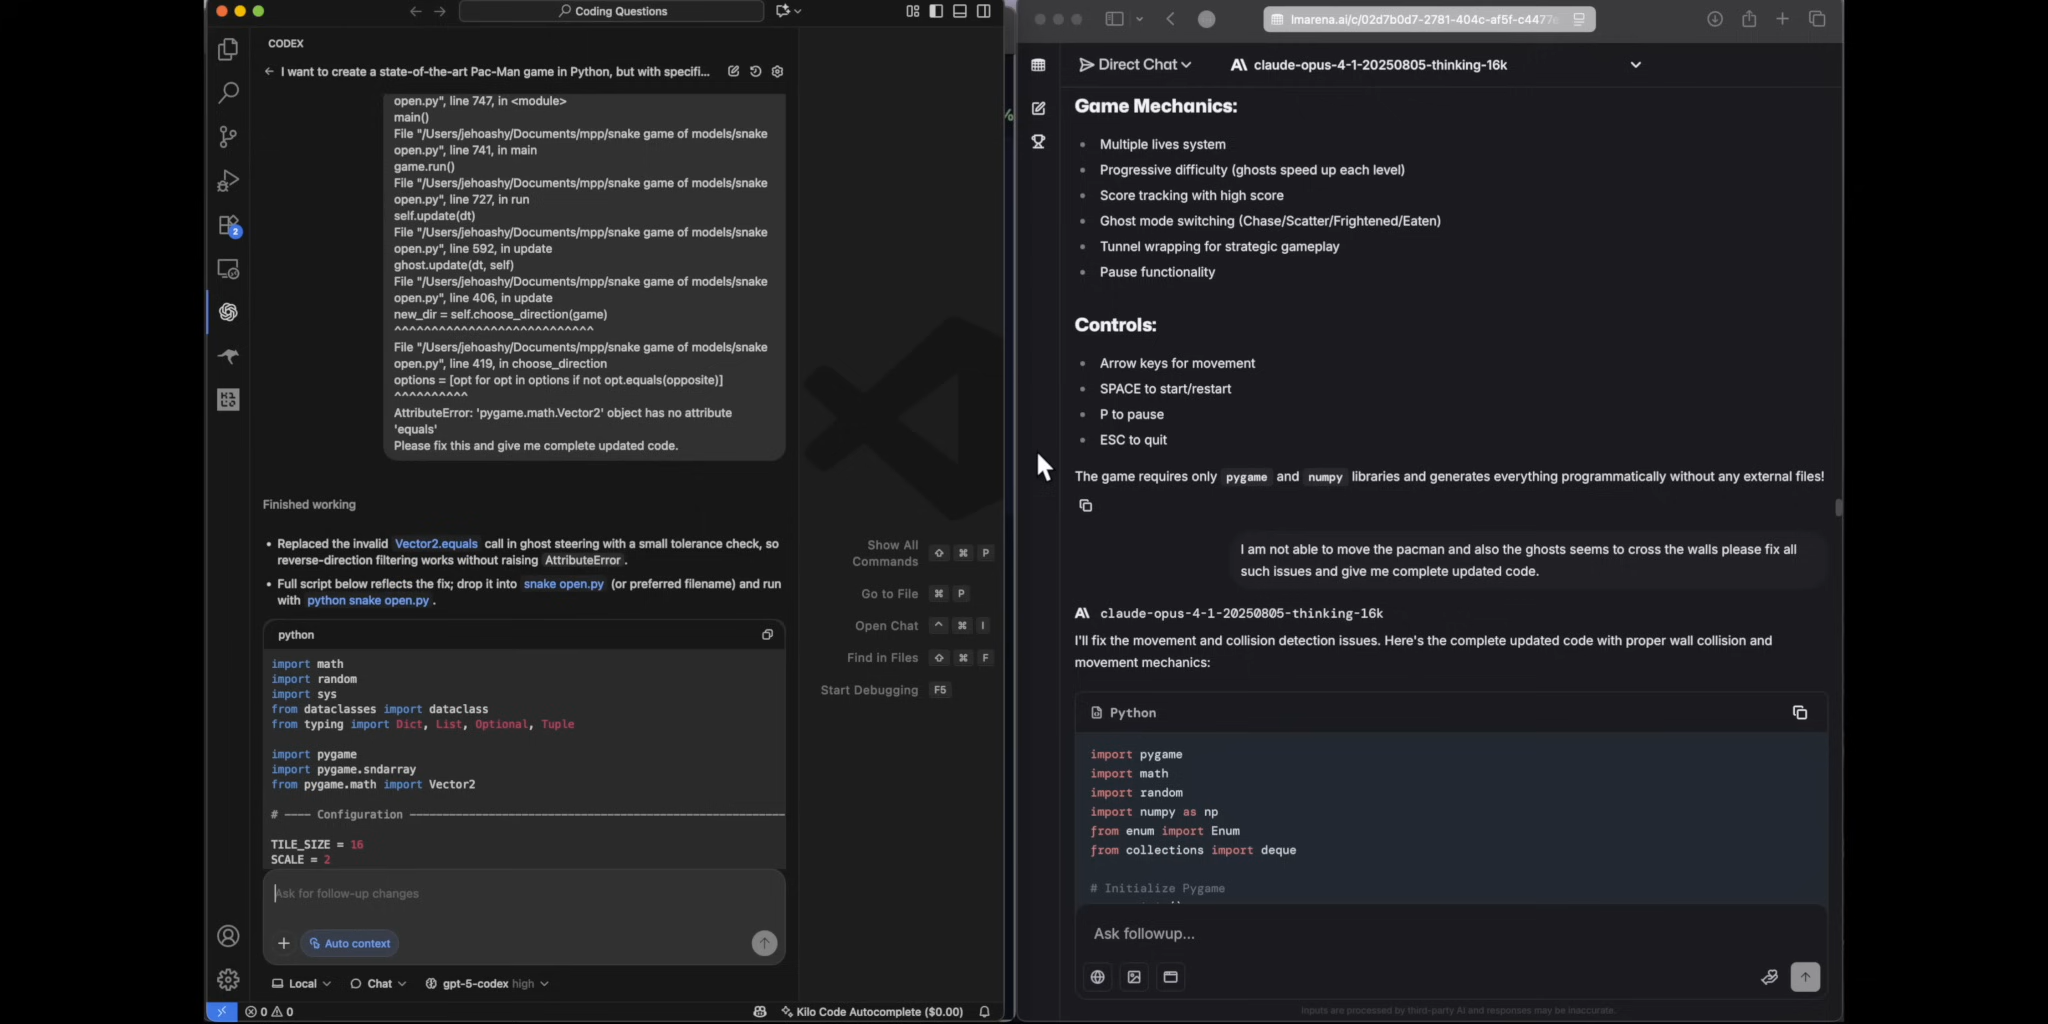 Coding Questions
CODEX
I want to create a state-of-the-art Pac-Man game in Python, but with specifi...
open.py", line 747, in <module>
main()
File "/Users/jehoashy/Documents/mpp/snake game of models/snake
open.py", line 741, in main
game.run()
File "/Users/jehoashy/Documents/mpp/snake game of models/snake
open.py", line 727, in run
self.update(dt)
File "/Users/jehoashy/Documents/mpp/snake game of models/snake
open.py", line 592, in update
ghost.update(dt, self)
File "/Users/jehoashy/Documents/mpp/snake game of models/snake
open.py", line 406, in update
new_dir = self.choose_direction(game)
^^^^^^^^^^^^^^^^^^^^^^^^^^^
File "/Users/jehoashy/Documents/mpp/snake game of models/snake
open.py", line 419, in choose_direction
options = [opt for opt in options if not opt.equals(opposite)]
^^^^^^^^^^
AttributeError: 'pygame.math.Vector2' object has no attribute
'equals'
Please fix this and give me complete updated code.
Finished working
• Replaced the invalid Vector2.equals call in ghost steering with a small tolerance check, so
reverse-direction filtering works without raising AttributeError.
• Full script below reflects the fix; drop it into snake open.py (or preferred filename) and run
with python snake open.py.
python
import math
import random
import sys
from dataclasses import dataclass
from typing import Dict, List, Optional, Tuple
import pygame
import pygame.sndarray
from pygame.math import Vector2
# ---- Configuration
TILE_SIZE = 16
SCALE = 2
Ask for follow-up changes
Auto context
Local
Chat
gpt-5-codex high
2
0 0
Kilo Code Autocomplete ($0.00)
Show All
Commands ⇧ ⌘ P
Go to File ⌘ P
Open Chat ^ ⌘ I
Find in Files ⇧ ⌘ F
Start Debugging F5
%
lmarena.ai/c/02d7b0d7-2781-404c-af5f-c4477e
Direct Chat
claude-opus-4-1-20250805-thinking-16k
Game Mechanics:
• Multiple lives system
• Progressive difficulty (ghosts speed up each level)
• Score tracking with high score
• Ghost mode switching (Chase/Scatter/Frightened/Eaten)
• Tunnel wrapping for strategic gameplay
• Pause functionality
Controls:
• Arrow keys for movement
• SPACE to start/restart
• P to pause
• ESC to quit
The game requires only pygame and numpy libraries and generates everything programmatically without any external files!
I am not able to move the pacman and also the ghosts seems to cross the walls please fix all
such issues and give me complete updated code.
claude-opus-4-1-20250805-thinking-16k
I'll fix the movement and collision detection issues. Here's the complete updated code with proper wall collision and
movement mechanics:
Python
import pygame
import math
import random
import numpy as np
from enum import Enum
from collections import deque
# Initialize Pygame
Ask followup...
Inputs are processed by third-party AI and responses may be inaccurate.